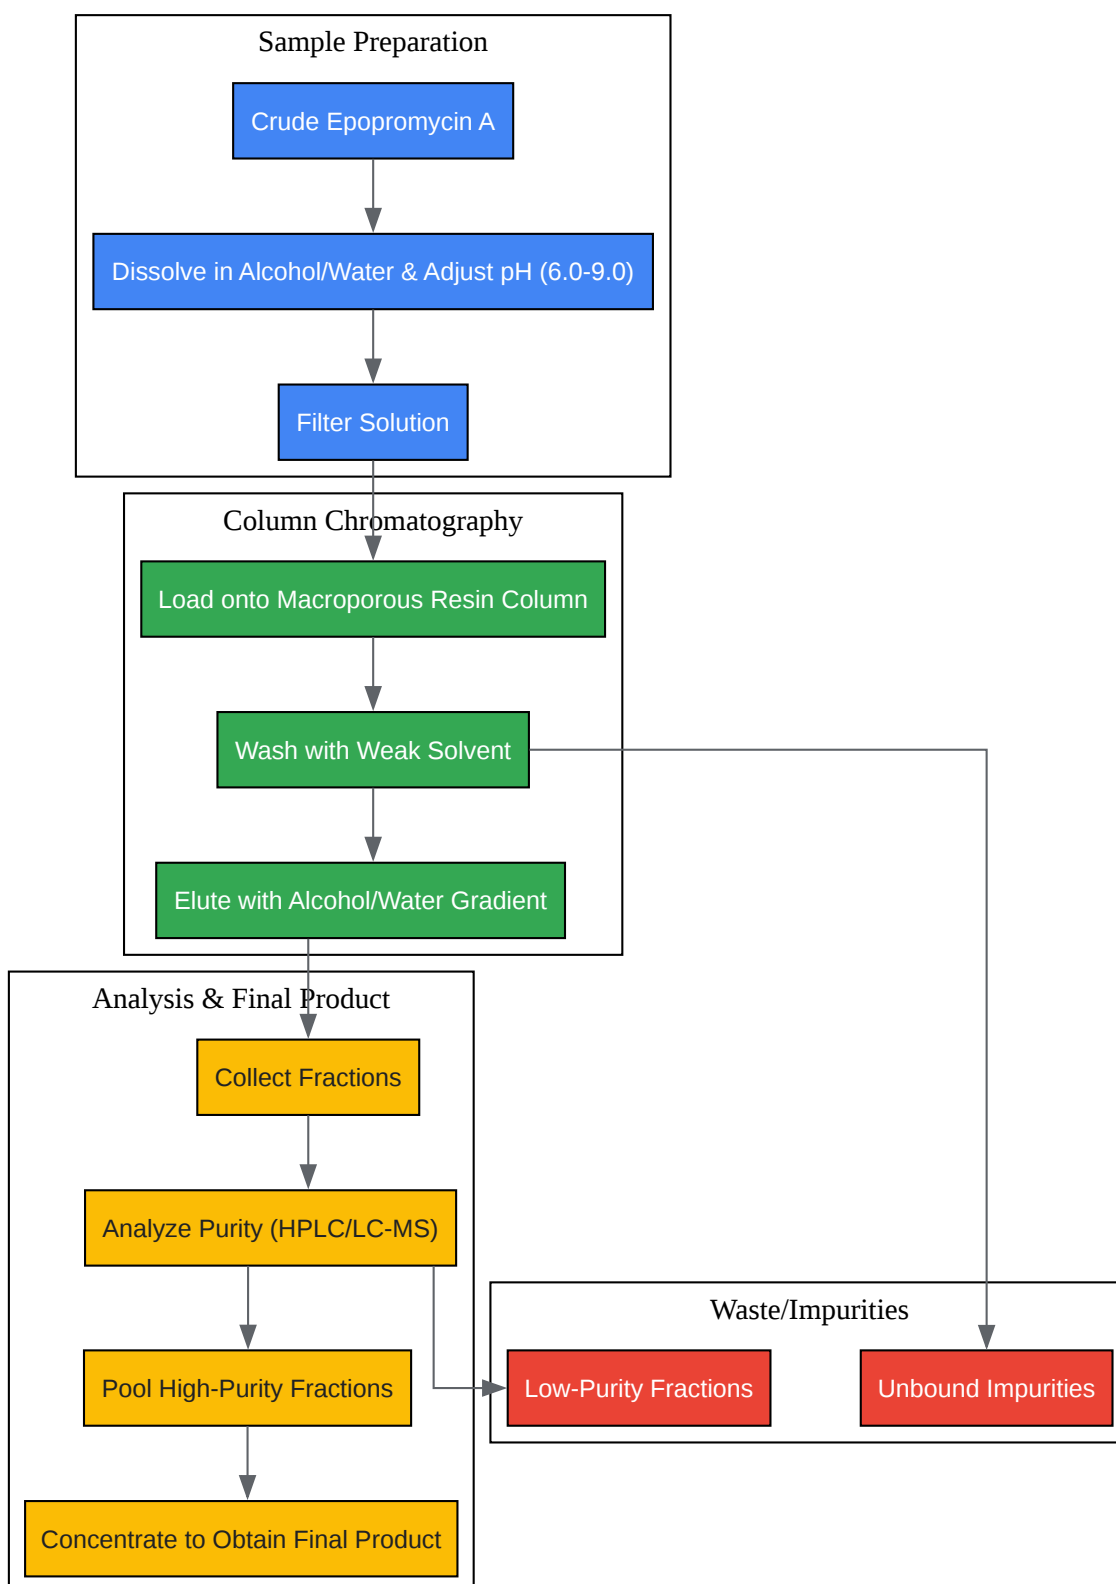 Sample Preparation
Crude Epopromycin A
Dissolve in Alcohol/Water & Adjust pH (6.0-9.0)
Filter Solution
Column Chromatography
Load onto Macroporous Resin Column
Wash with Weak Solvent
Elute with Alcohol/Water Gradient
Analysis & Final Product
Collect Fractions
Analyze Purity (HPLC/LC-MS)
Pool High-Purity Fractions
Concentrate to Obtain Final Product
Waste/Impurities
Low-Purity Fractions
Unbound Impurities